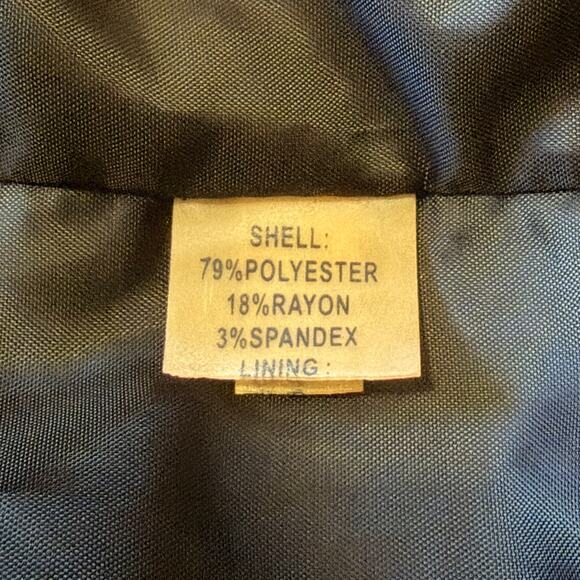 SHELL:
79%POLYESTER
18%RAYON
3%SPANDEX
LINING :